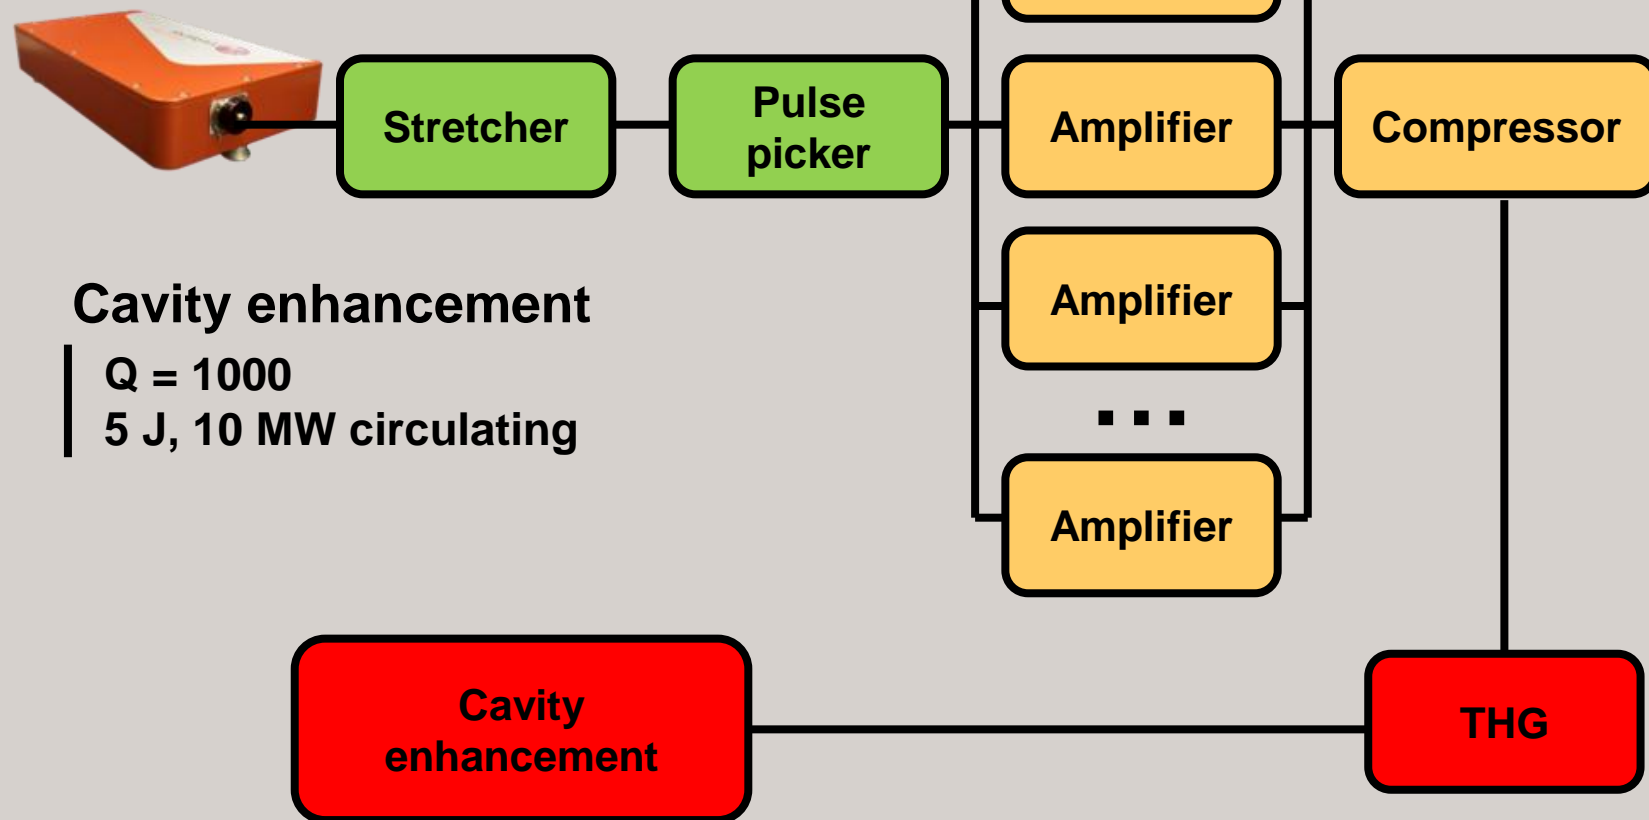 Stretcher
Pulse
picker
Amplifier
Compressor
Cavity enhancement
Q = 1000
5 J, 10 MW circulating
Amplifier
...
Amplifier
Cavity
enhancement
THG